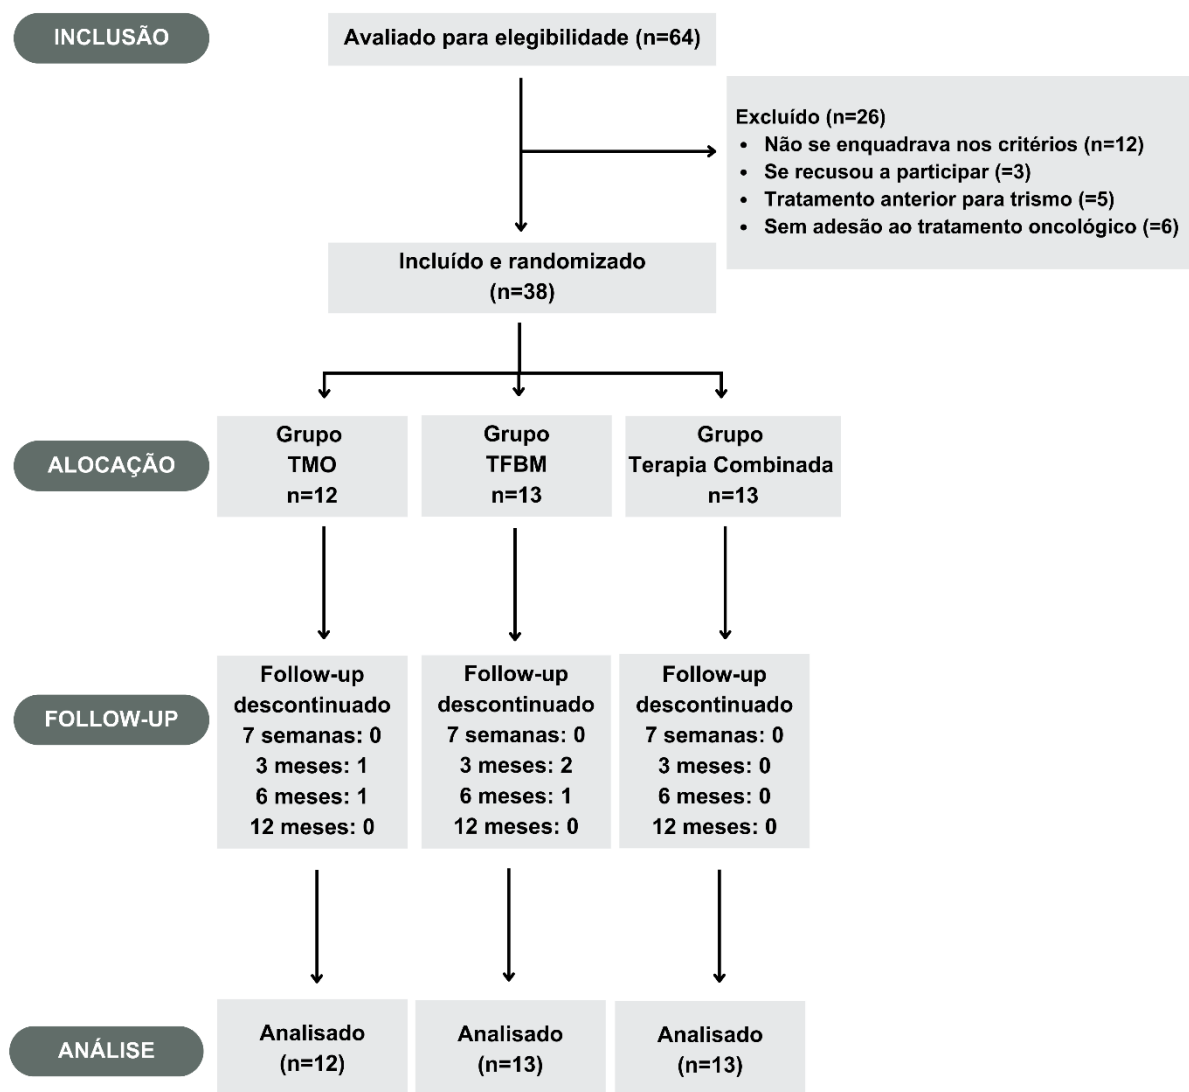 INCLUSÃO
Avaliado para elegibilidade (n=64)
Excluído (n=26)
• Não se enquadrava nos critérios (n=12)
• Se recusou a participar (=3)
• Tratamento anterior para trismo (=5)
• Sem adesão ao tratamento oncológico (=6)
Incluído e randomizado
(n=38)
ALOCAÇÃO
Grupo
TMO
n=12
Grupo
TFBM
n=13
Grupo
Terapia Combinada
n=13
FOLLOW-UP
Follow-up
descontinuado
7 semanas: 0
3 meses: 1
6 meses: 1
12 meses: 0
Follow-up
descontinuado
7 semanas: 0
3 meses: 2
6 meses: 1
12 meses: 0
Follow-up
descontinuado
7 semanas: 0
3 meses: 0
6 meses: 0
12 meses: 0
ANÁLISE
Analisado
(n=12)
Analisado
(n=13)
Analisado
(n=13)